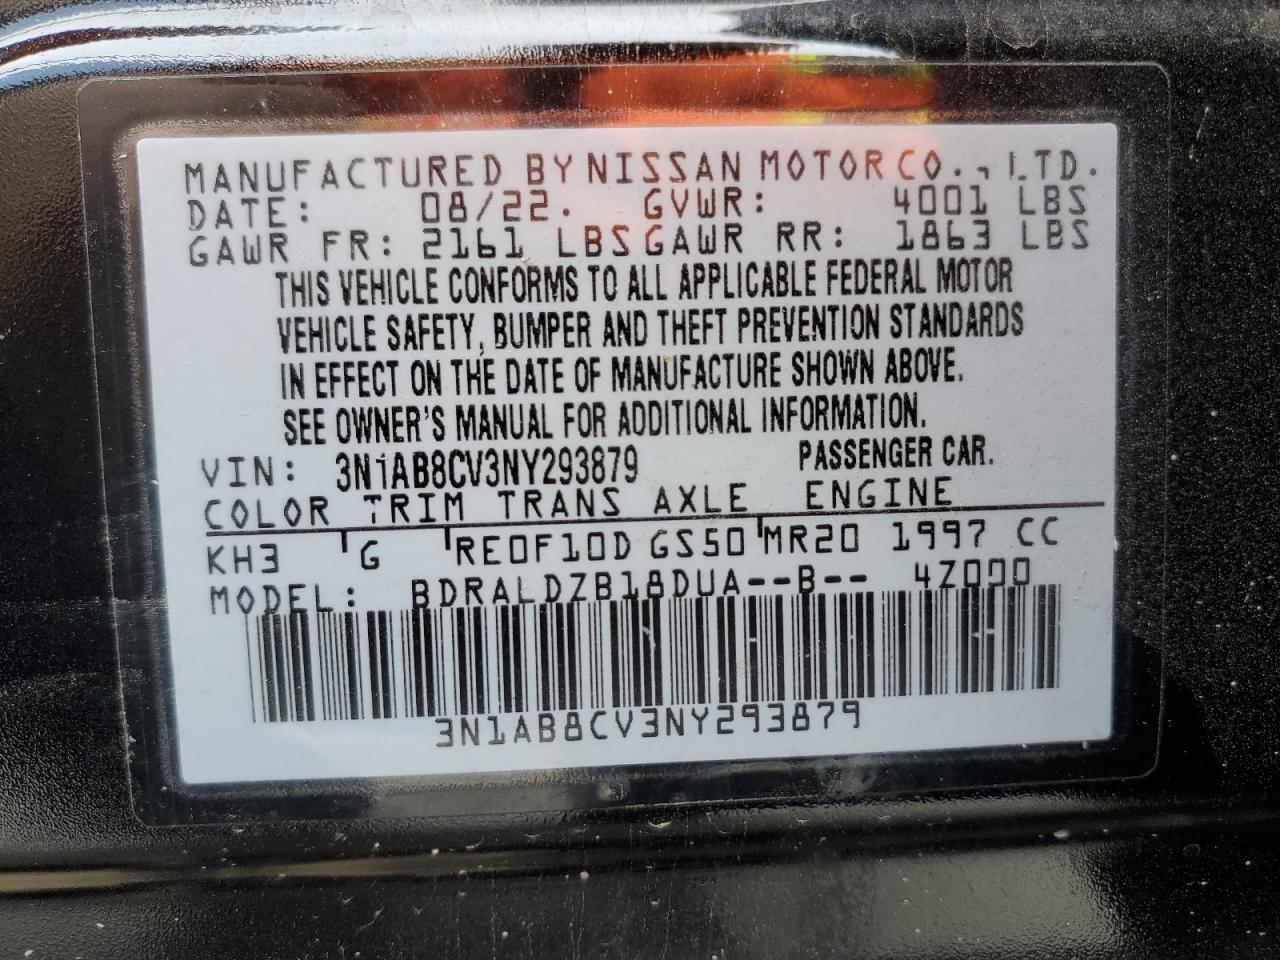 MANUFACTURED BY NISSAN MOTOR CO., LTD.
DATE: 08/22. GVWR: 4001 LBS
GAWR FR: 2161 LBS GAWR RR: 1863 LBS
THIS VEHICLE CONFORMS TO ALL APPLICABLE FEDERAL MOTOR
VEHICLE SAFETY, BUMPER AND THEFT PREVENTION STANDARDS
IN EFFECT ON THE DATE OF MANUFACTURE SHOWN ABOVE.
SEE OWNER'S MANUAL FOR ADDITIONAL INFORMATION.
VIN: 3N1AB8CV3NY293879 PASSENGER CAR.
COLOR TRIM TRANS AXLE ENGINE
KH3 G RE0F10D GS50 MR20 1997 CC
MODEL: BDRALDZB18DUA--B-- 4Z000
3N1AB8CV3NY293879